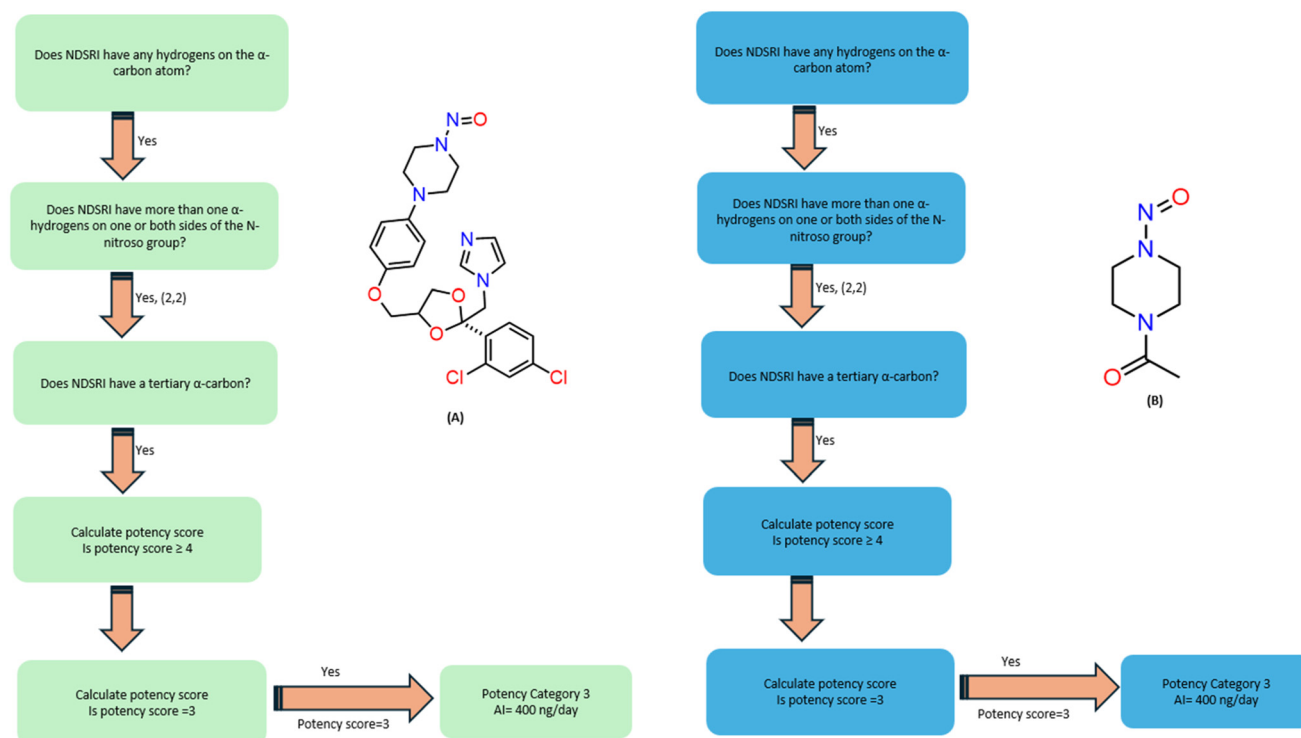 Does NDSRI have any hydrogens on the α-
carbon atom?
Yes
Does NDSRI have more than one α-
hydrogens on one or both sides of the N-
nitroso group?
Yes, (2,2)
Does NDSRI have a tertiary α-carbon?
Yes
Calculate potency score
Is potency score ≥ 4
Calculate potency score
Is potency score =3
Yes
Potency score=3
Potency Category 3
AI= 400 ng/day
N
O
N
N
O
N
N
O
O
Cl
Cl
(A)
Does NDSRI have any hydrogens on the α-
carbon atom?
Yes
Does NDSRI have more than one α-
hydrogens on one or both sides of the N-
nitroso group?
Yes, (2,2)
Does NDSRI have a tertiary α-carbon?
Yes
Calculate potency score
Is potency score ≥ 4
Calculate potency score
Is potency score =3
Yes
Potency score=3
Potency Category 3
AI= 400 ng/day
O
N
N
N
O
(B)